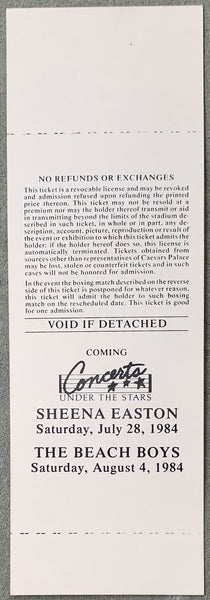 NO REFUNDS OR EXCHANGES
This ticket is a revocable license and may be revoked
and admission refused upon refunding the printed
price thereon. This ticket may not be resold at a
premium nor may the holder thereof transmit or aid
in transmitting beyond the limits of the stadium de-
scribed in such ticket, in whole or in part, any de-
scription, account, picture, reproduction or result of
the event or exhibition to which this ticket admits the
holder: if the holder hereof does so, this license is
automatically terminated. Tickets obtained from
sources other than representatives of Caesars Palace
may be lost, stolen or counterfeit tickets and in such
cases will not be honored for admission.
In the event the boxing match described on the reverse
side of this ticket is postponed for whatever reason,
this ticket will admit the holder to such boxing
match on the rescheduled date. This ticket is good
for one admission.
VOID IF DETACHED
COMING
Concerts
UNDER THE STARS
SHEENA EASTON
Saturday, July 28, 1984
THE BEACH BOYS
Saturday, August 4, 1984